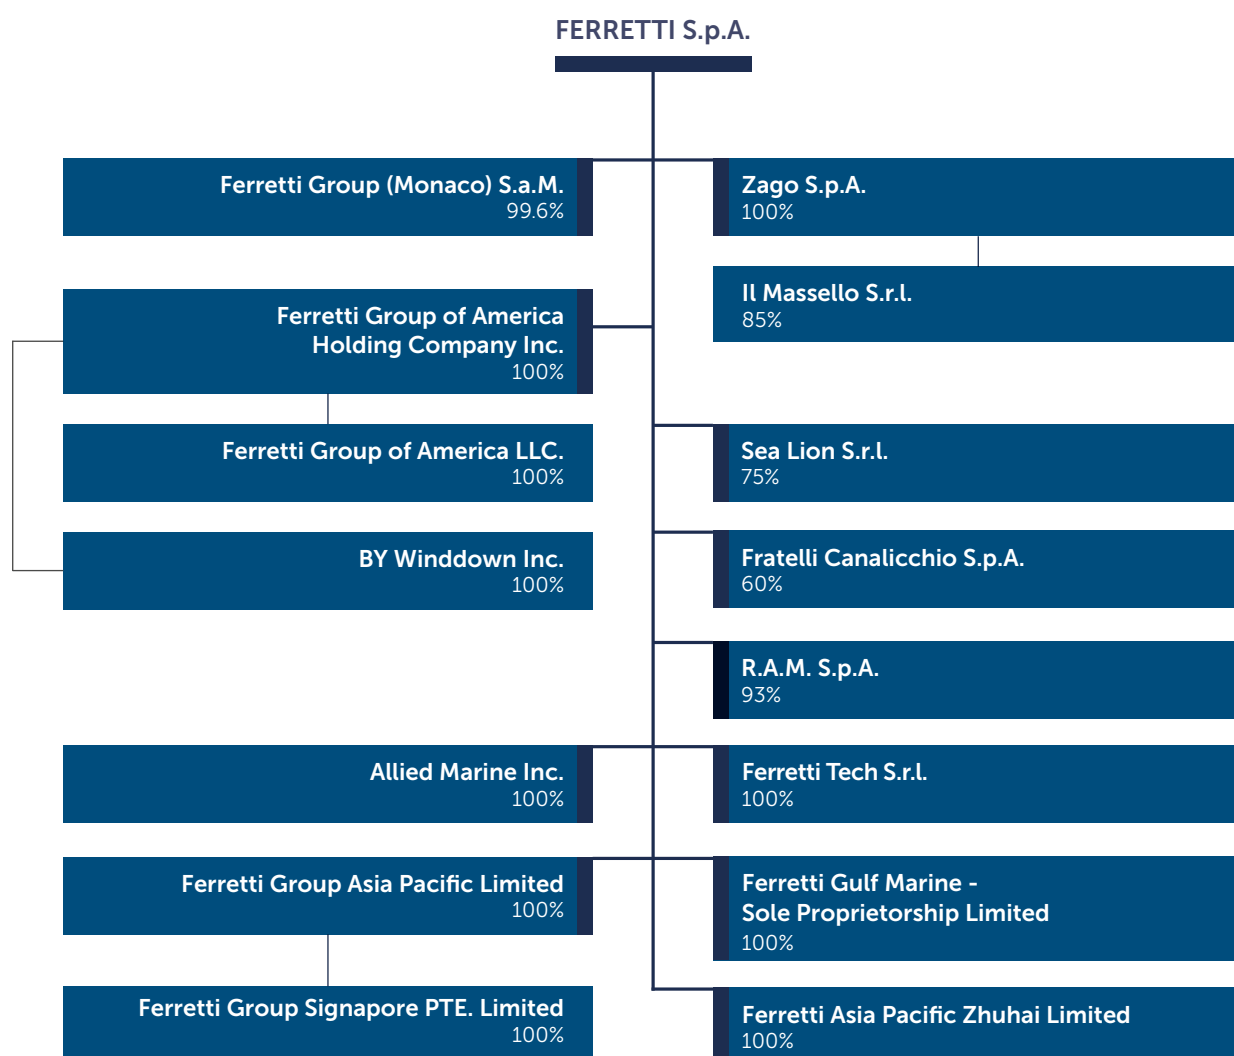 FERRETTI S.p.A.
Ferretti Group (Monaco) S.a.M.
99.6%
Zago S.p.A.
100%
Il Massello S.r.l.
85%
Ferretti Group of America
Holding Company Inc.
100%
Ferretti Group of America LLC.
100%
Sea Lion S.r.l.
75%
BY Winddown Inc.
100%
Fratelli Canalicchio S.p.A.
60%
R.A.M. S.p.A.
93%
Allied Marine Inc.
100%
Ferretti Tech S.r.l.
100%
Ferretti Group Asia Pacific Limited
100%
Ferretti Gulf Marine -
Sole Proprietorship Limited
100%
Ferretti Group Signapore PTE. Limited
100%
Ferretti Asia Pacific Zhuhai Limited
100%